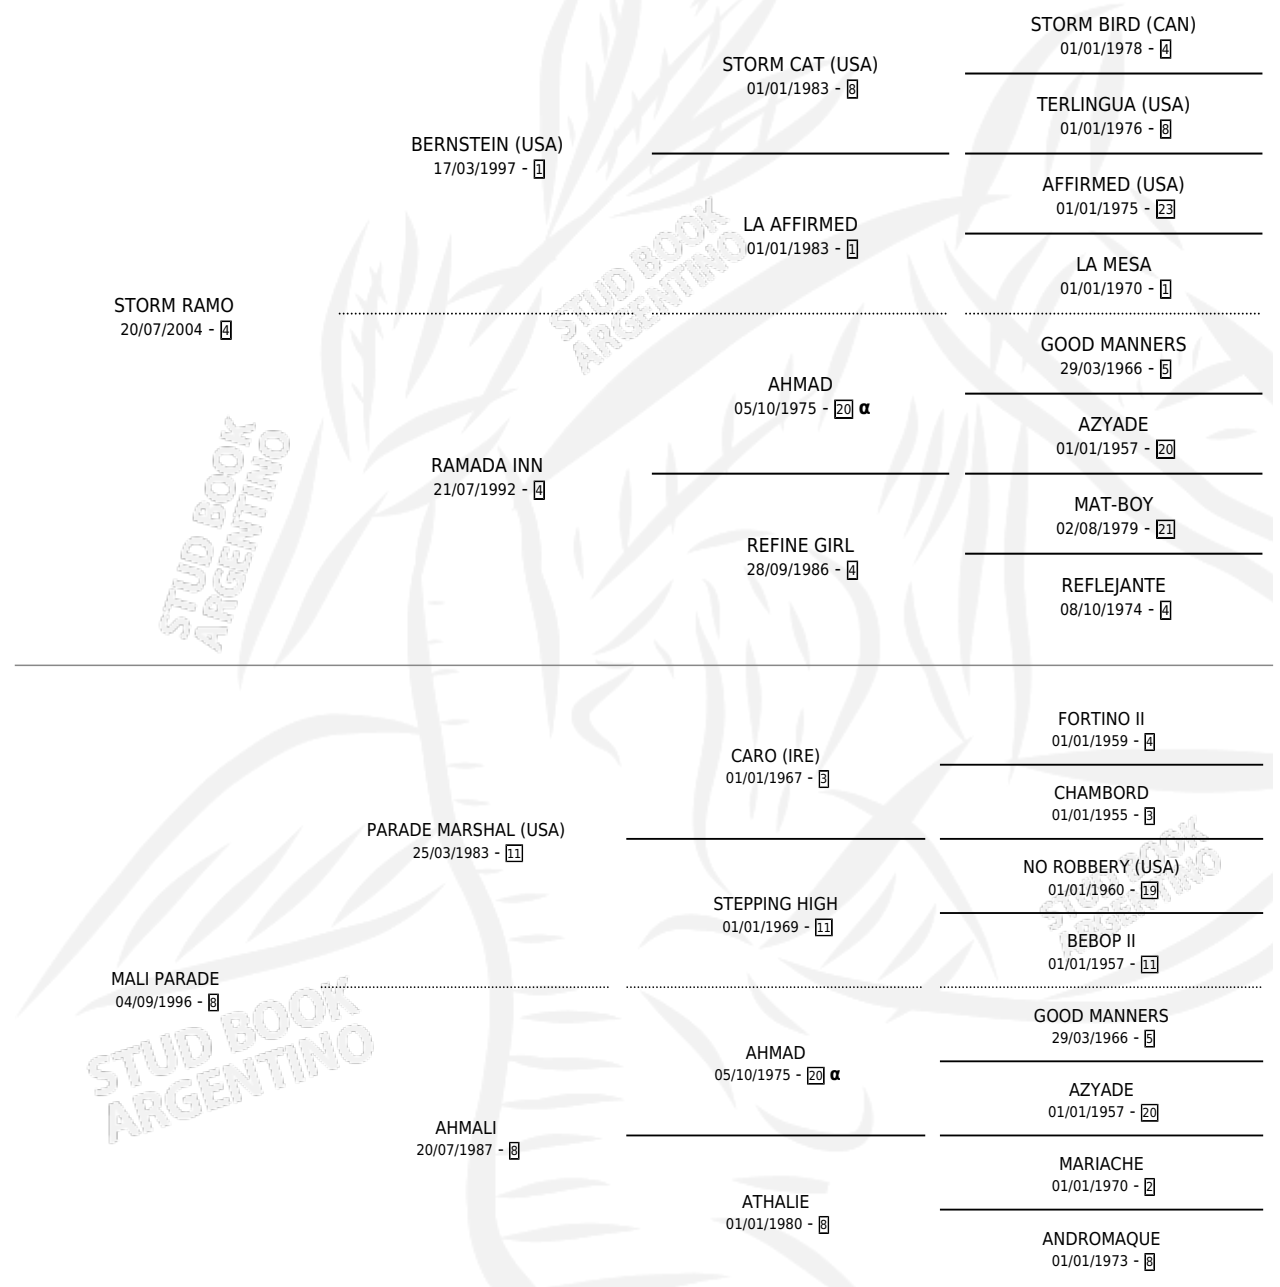 STORM BIRD (CAN)
01/01/1978 - 4
STORM CAT (USA)
01/01/1983 - 8
TERLINGUA (USA)
01/01/1976 - 8
BERNSTEIN (USA)
17/03/1997 - 1
AFFIRMED (USA)
01/01/1975 - 23
LA AFFIRMED
01/01/1983 - 1
LA MESA
01/01/1970 - 1
STORM RAMO
20/07/2004 - 4
GOOD MANNERS
29/03/1966 - 5
AHMAD
05/10/1975 - 20 α
AZYADE
01/01/1957 - 20
RAMADA INN
21/07/1992 - 4
MAT-BOY
02/08/1979 - 21
REFINE GIRL
28/09/1986 - 4
REFLEJANTE
08/10/1974 - 4
FORTINO II
01/01/1959 - 4
CARO (IRE)
01/01/1967 - 3
CHAMBORD
01/01/1955 - 3
PARADE MARSHAL (USA)
25/03/1983 - 11
NO ROBBERY (USA)
01/01/1960 - 19
STEPPING HIGH
01/01/1969 - 11
BEBOP II
01/01/1957 - 11
MALI PARADE
04/09/1996 - 8
GOOD MANNERS
29/03/1966 - 5
AHMAD
05/10/1975 - 20 α
AZYADE
01/01/1957 - 20
AHMALI
20/07/1987 - 8
MARIACHE
01/01/1970 - 2
ATHALIE
01/01/1980 - 8
ANDROMAQUE
01/01/1973 - 8
STUD BOOK
ARGENTINO
STUD BOOK
ARGENTINO
STUD BOOK
ARGENTINO
STUD BOOK
ARGENTINO